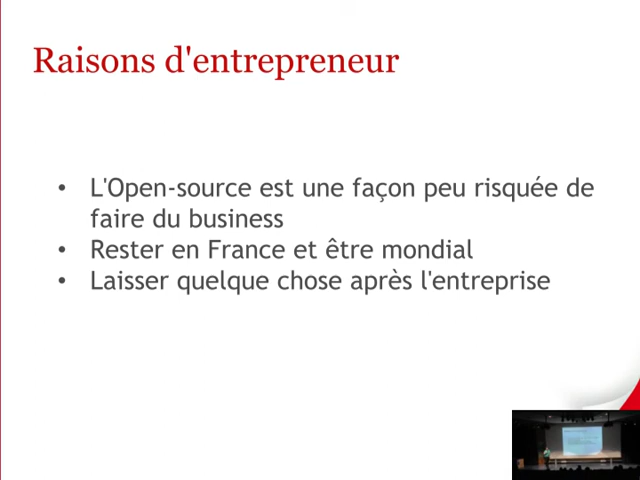 Raisons d'entrepreneur
• L'Open-source est une façon peu risquée de
faire du business
• Rester en France et être mondial
• Laisser quelque chose après l'entreprise